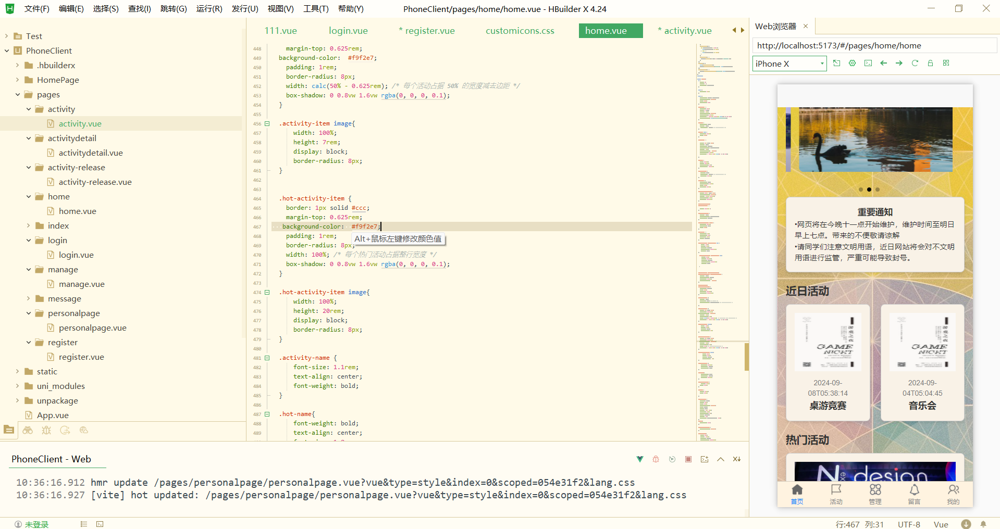 文件(F) 编辑(E) 选择(S) 查找(I) 跳转(G) 运行(R) 发行(U) 视图(V) 工具(T) 帮助(Y)
PhoneClient/pages/home/home.vue - HBuilder X 4.24
Test
PhoneClient
.hbuilderx
HomePage
pages
activity
activity.vue
activitydetail
activitydetail.vue
activity-release
activity-release.vue
home
home.vue
index
login
login.vue
manage
manage.vue
message
personalpage
personalpage.vue
register
register.vue
static
uni_modules
unpackage
App.vue
111.vue login.vue * register.vue customicons.css home.vue * activity.vue
448 margin-top: 0.625rem;
449 background-color: #f9f2e7;
450 padding: 1rem;
451 border-radius: 8px;
452 width: calc(50% - 0.625rem); /* 每个活动占据 50% 的宽度减去边距 */
453 box-shadow: 0 0.8vw 1.6vw rgba(0, 0, 0, 0.1);
454 }
455
456 .activity-item image{
457 width: 100%;
458 height: 7rem;
459 display: block;
460 border-radius: 8px;
461 }
462
463
464 .hot-activity-item {
465 border: 1px solid #ccc;
466 margin-top: 0.625rem;
467 background-color: #f9f2e7;
468 padding: 1rem;
Alt+鼠标左键修改颜色值
469 border-radius: 8px;
470 width: 100%; /* 每个热门活动占据整行宽度 */
471 box-shadow: 0 0.8vw 1.6vw rgba(0, 0, 0, 0.1);
472 }
473
474 .hot-activity-item image{
475 width: 100%;
476 height: 20rem;
477 display: block;
478 border-radius: 8px;
479 }
480
481 .activity-name {
482 font-size: 1.1rem;
483 text-align: center;
484 font-weight: bold;
485 }
486
487 .hot-name{
488 font-weight: bold;
489 text-align: center;
Web浏览器
http://localhost:5173/#/pages/home/home
iPhone X
重要通知
•网页将在今晚十一点开始维护，维护时间至明日
早上七点。带来的不便敬请谅解
•请同学们注意文明用语，近日网站将会对不文明
用语进行监管，严重可能导致封号。
近日活动
GAME
NIGHT
2024-09-
08T05:38:14
桌游竞赛
GAME
NIGHT
2024-09-
04T05:04:45
音乐会
热门活动
Nex design
首页 活动 管理 留言 我的
PhoneClient - Web
10:36:16.912 hmr update /pages/personalpage/personalpage.vue?vue&type=style&index=0&scoped=054e31f2&lang.css
10:36:16.927 [vite] hot updated: /pages/personalpage/personalpage.vue?vue&type=style&index=0&scoped=054e31f2&lang.css
未登录
行:467 列:31 UTF-8 Vue